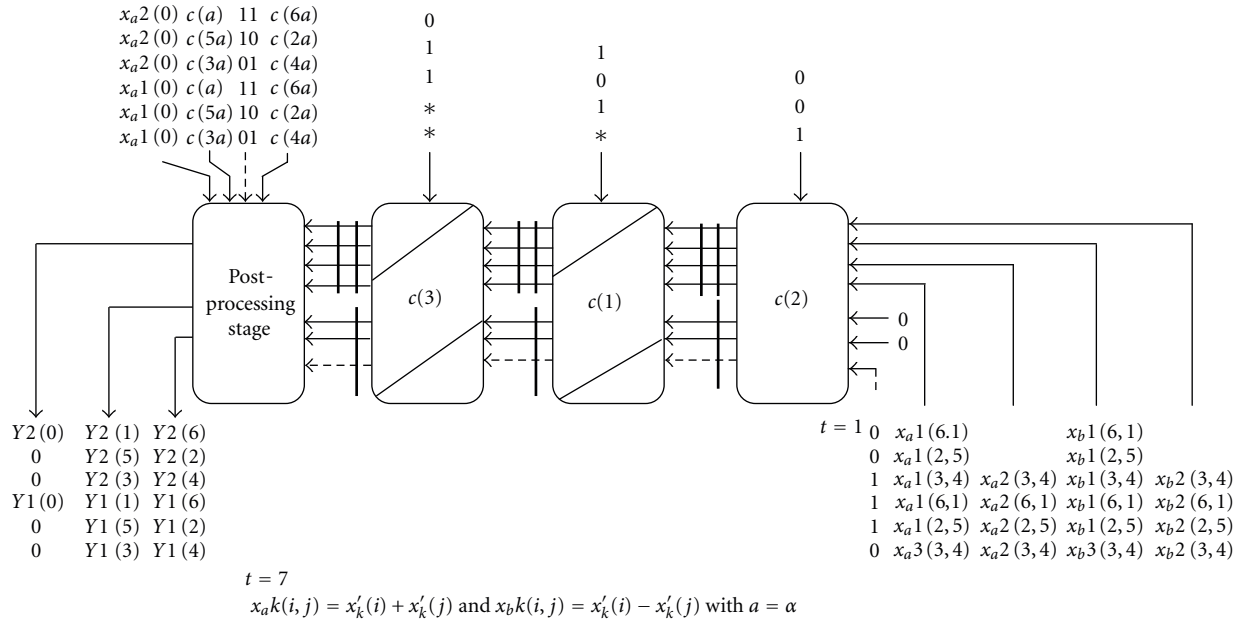 x_a2(0) c(a) 11 c(6a)
x_a2(0) c(5a) 10 c(2a)
x_a2(0) c(3a) 01 c(4a)
x_a1(0) c(a) 11 c(6a)
x_a1(0) c(5a) 10 c(2a)
x_a1(0) c(3a) 01 c(4a)
0
1
1
*
*
1
0
1
*
0
0
1
Post-
processing
stage
c(3)
c(1)
c(2)
0
0
Y2(0) Y2(1) Y2(6)
0 Y2(5) Y2(2)
0 Y2(3) Y2(4)
Y1(0) Y1(1) Y1(6)
0 Y1(5) Y1(2)
0 Y1(3) Y1(4)
t = 1 0 x_a1(6.1) x_b1(6,1)
0 x_a1(2,5) x_b1(2,5)
1 x_a1(3,4) x_a2(3,4) x_b1(3,4) x_b2(3,4)
1 x_a1(6,1) x_a2(6,1) x_b1(6,1) x_b2(6,1)
1 x_a1(2,5) x_a2(2,5) x_b1(2,5) x_b2(2,5)
0 x_a3(3,4) x_a2(3,4) x_b3(3,4) x_b2(3,4)
t = 7
x_ak(i, j) = x′_k(i) + x′_k(j) and x_bk(i, j) = x′_k(i) − x′_k(j) with a = α